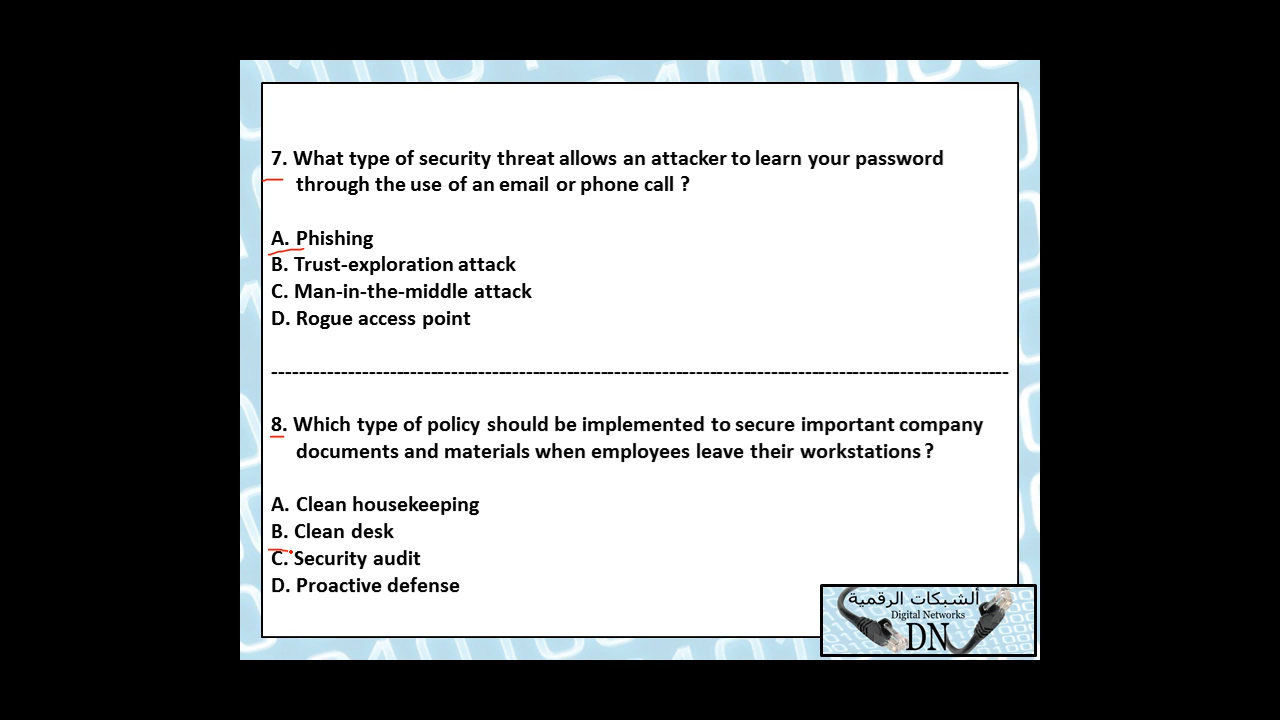 7. What type of security threat allows an attacker to learn your password
through the use of an email or phone call ?
A. Phishing
B. Trust-exploration attack
C. Man-in-the-middle attack
D. Rogue access point
--------------------------------------------------------------------------------------------------------------
8. Which type of policy should be implemented to secure important company
documents and materials when employees leave their workstations ?
A. Clean housekeeping
B. Clean desk
C. Security audit
D. Proactive defense
ألشبكات الرقمية
Digital Networks
DN